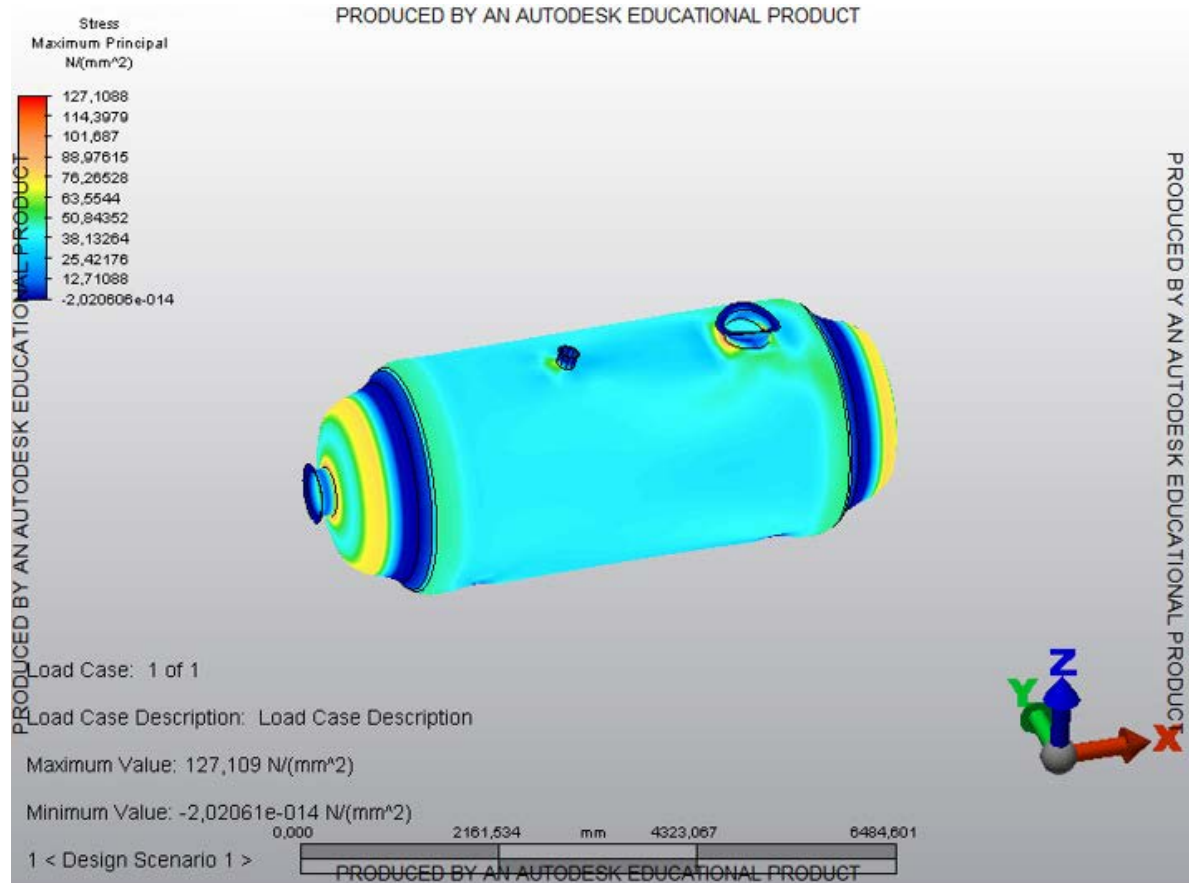 PRODUCED BY AN AUTODESK EDUCATIONAL PRODUCT
Stress
Maximum Principal
N/(mm^2)
127,1088
114,3979
101,687
88,97615
76,26528
63,5544
50,84352
38,13264
25,42176
12,71088
-2,020606e-014
PRODUCED BY AN AUTODESK EDUCATIONAL PRODUCT
PRODUCED BY AN AUTODESK EDUCATIONAL PRODUCT
Load Case: 1 of 1
Load Case Description: Load Case Description
Maximum Value: 127,109 N/(mm^2)
Minimum Value: -2,02061e-014 N/(mm^2)
Z
Y
X
0,000 2161,534 mm 4323,067 6484,601
1 < Design Scenario 1 >
PRODUCED BY AN AUTODESK EDUCATIONAL PRODUCT